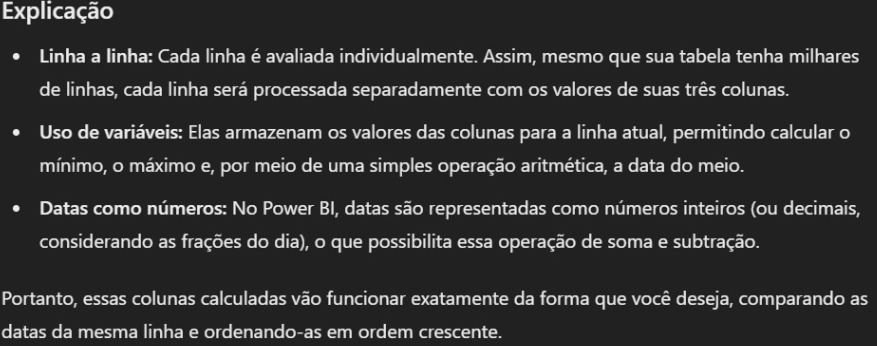 Explicação
• Linha a linha: Cada linha é avaliada individualmente. Assim, mesmo que sua tabela tenha milhares
de linhas, cada linha será processada separadamente com os valores de suas três colunas.
• Uso de variáveis: Elas armazenam os valores das colunas para a linha atual, permitindo calcular o
mínimo, o máximo e, por meio de uma simples operação aritmética, a data do meio.
• Datas como números: No Power BI, datas são representadas como números inteiros (ou decimais,
considerando as frações do dia), o que possibilita essa operação de soma e subtração.
Portanto, essas colunas calculadas vão funcionar exatamente da forma que você deseja, comparando as
datas da mesma linha e ordenando-as em ordem crescente.